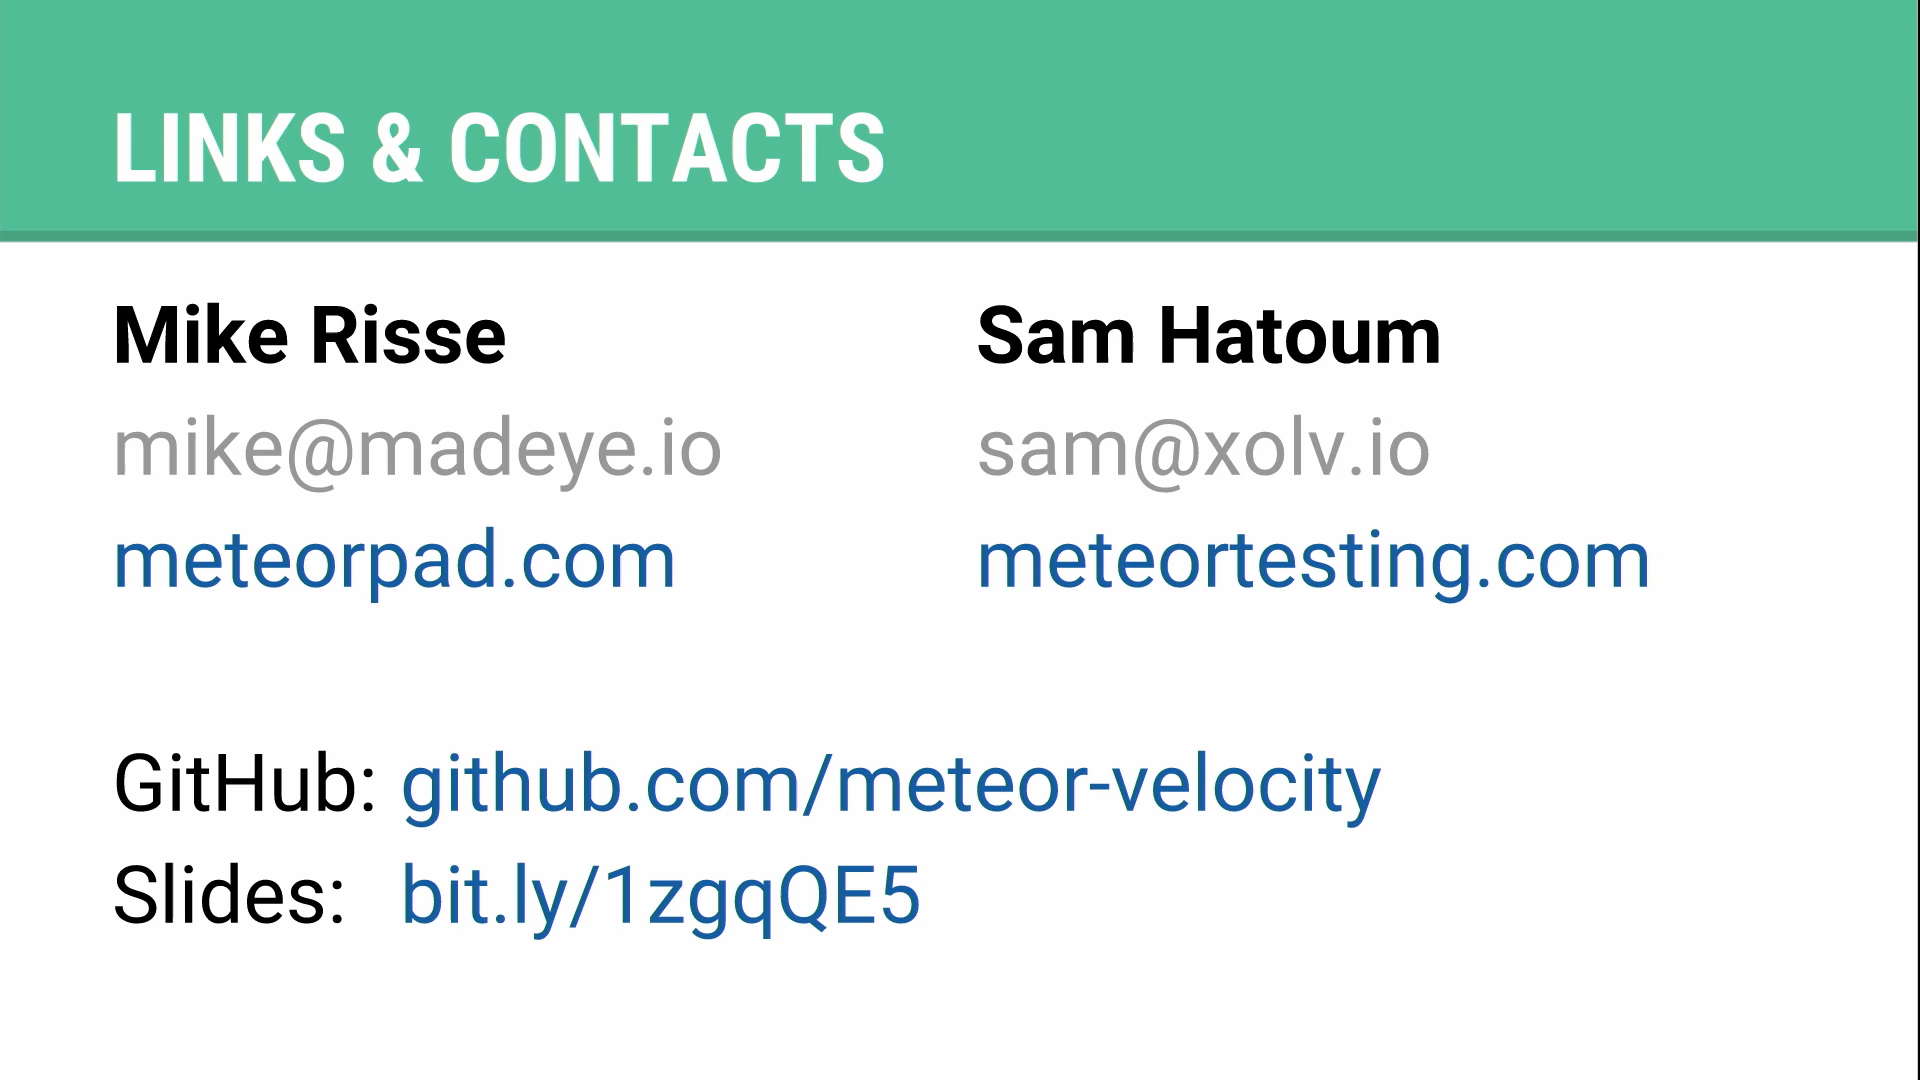 LINKS & CONTACTS
Mike Risse
mike@madeye.io
meteorpad.com
Sam Hatoum
sam@xolv.io
meteortesting.com
GitHub: github.com/meteor-velocity
Slides: bit.ly/1zgqQE5